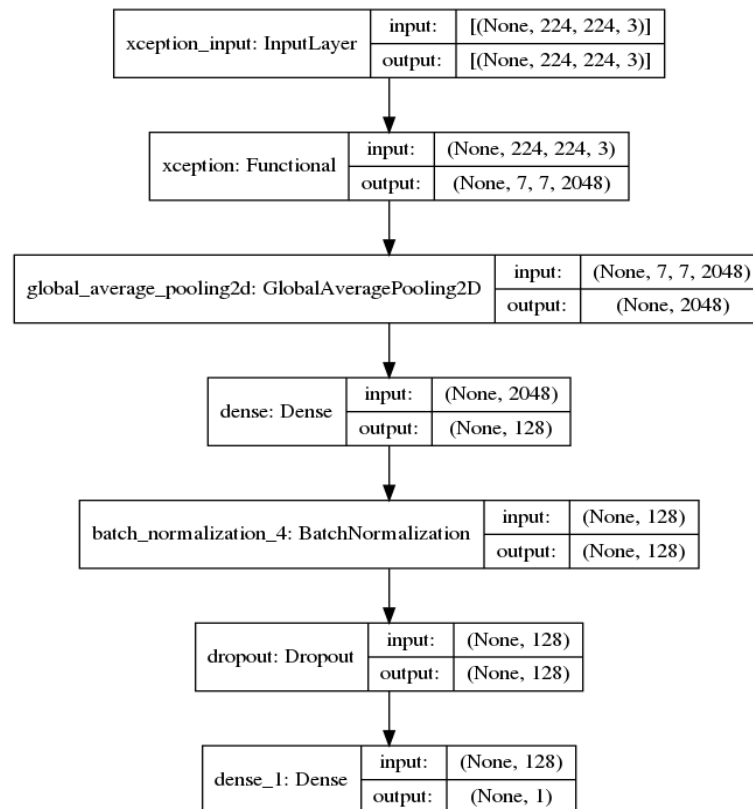 xception_input: InputLayer
input:
[(None, 224, 224, 3)]
output:
[(None, 224, 224, 3)]
xception: Functional
input:
(None, 224, 224, 3)
output:
(None, 7, 7, 2048)
global_average_pooling2d: GlobalAveragePooling2D
input:
(None, 7, 7, 2048)
output:
(None, 2048)
dense: Dense
input:
(None, 2048)
output:
(None, 128)
batch_normalization_4: BatchNormalization
input:
(None, 128)
output:
(None, 128)
dropout: Dropout
input:
(None, 128)
output:
(None, 128)
dense_1: Dense
input:
(None, 128)
output:
(None, 1)